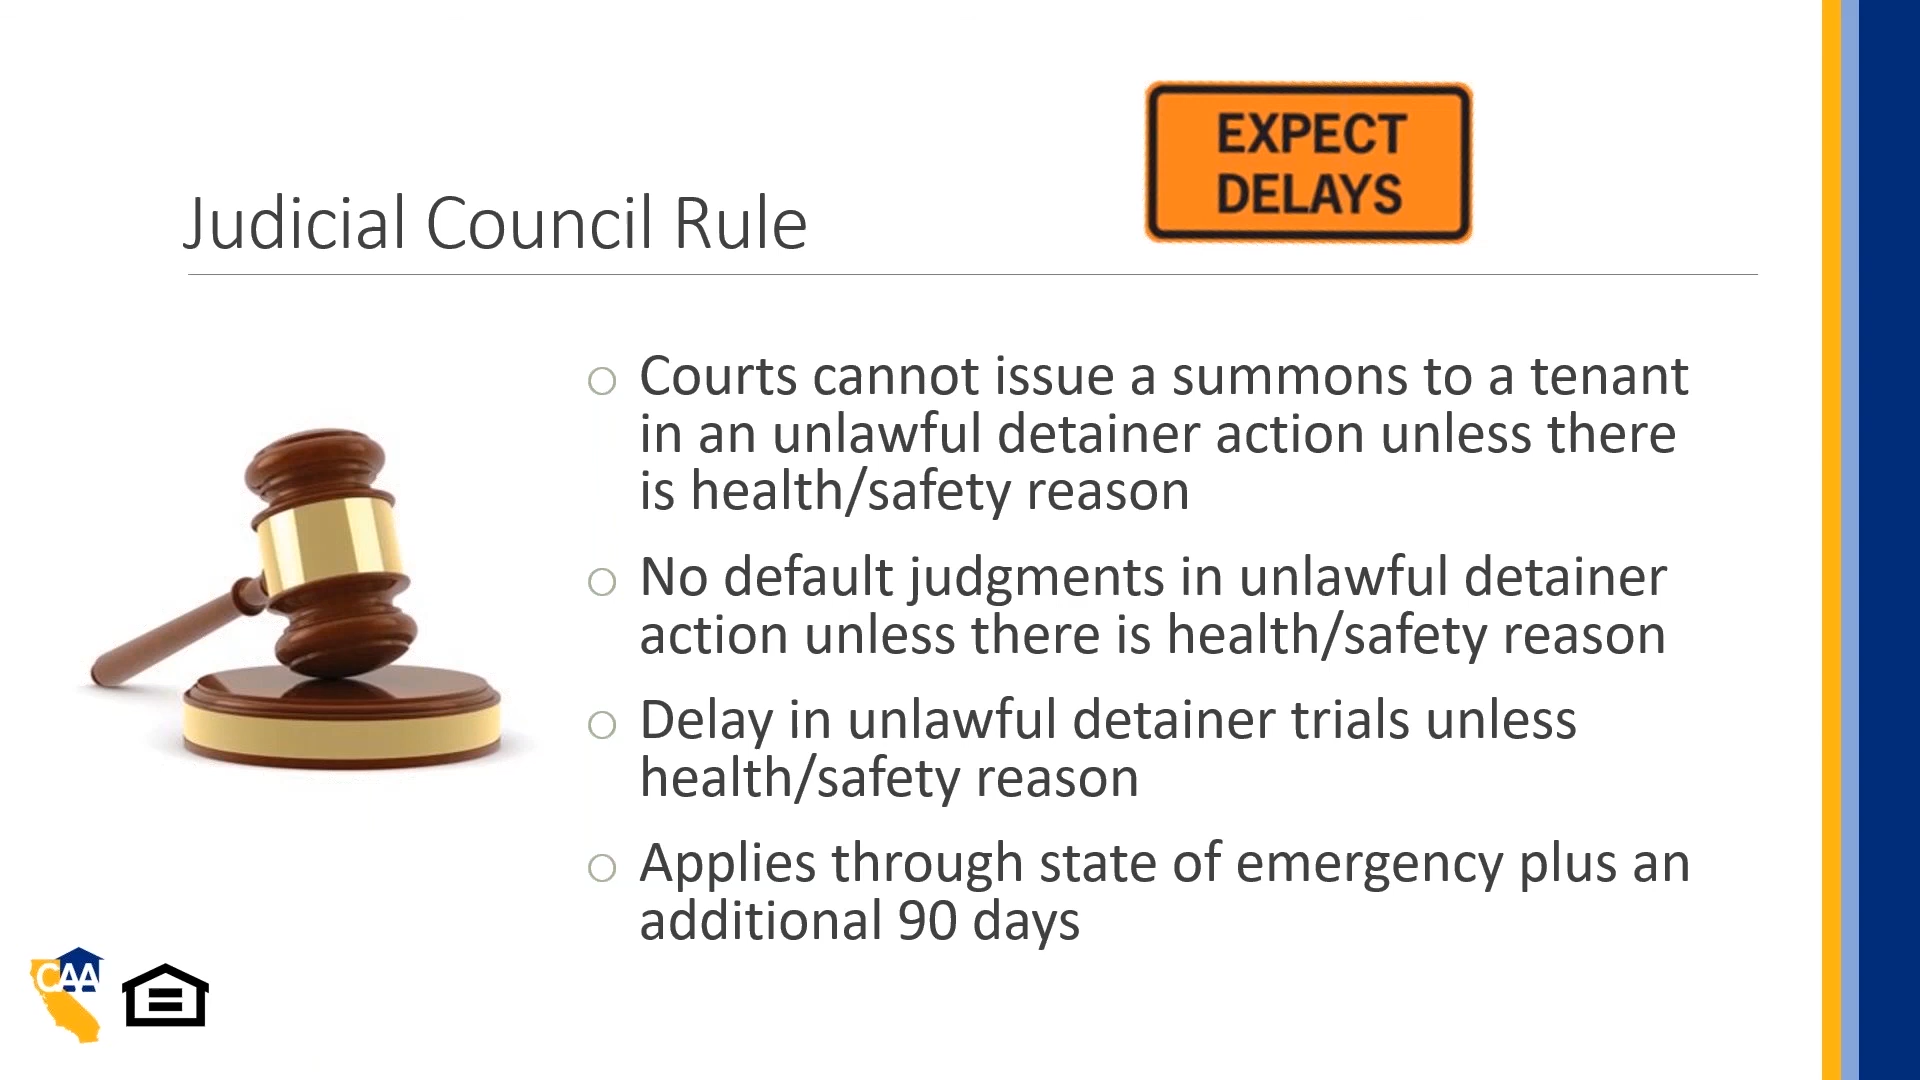 EXPECT
DELAYS
Judicial Council Rule
o Courts cannot issue a summons to a tenant
in an unlawful detainer action unless there
is health/safety reason
o No default judgments in unlawful detainer
action unless there is health/safety reason
o Delay in unlawful detainer trials unless
health/safety reason
o Applies through state of emergency plus an
additional 90 days
CAA